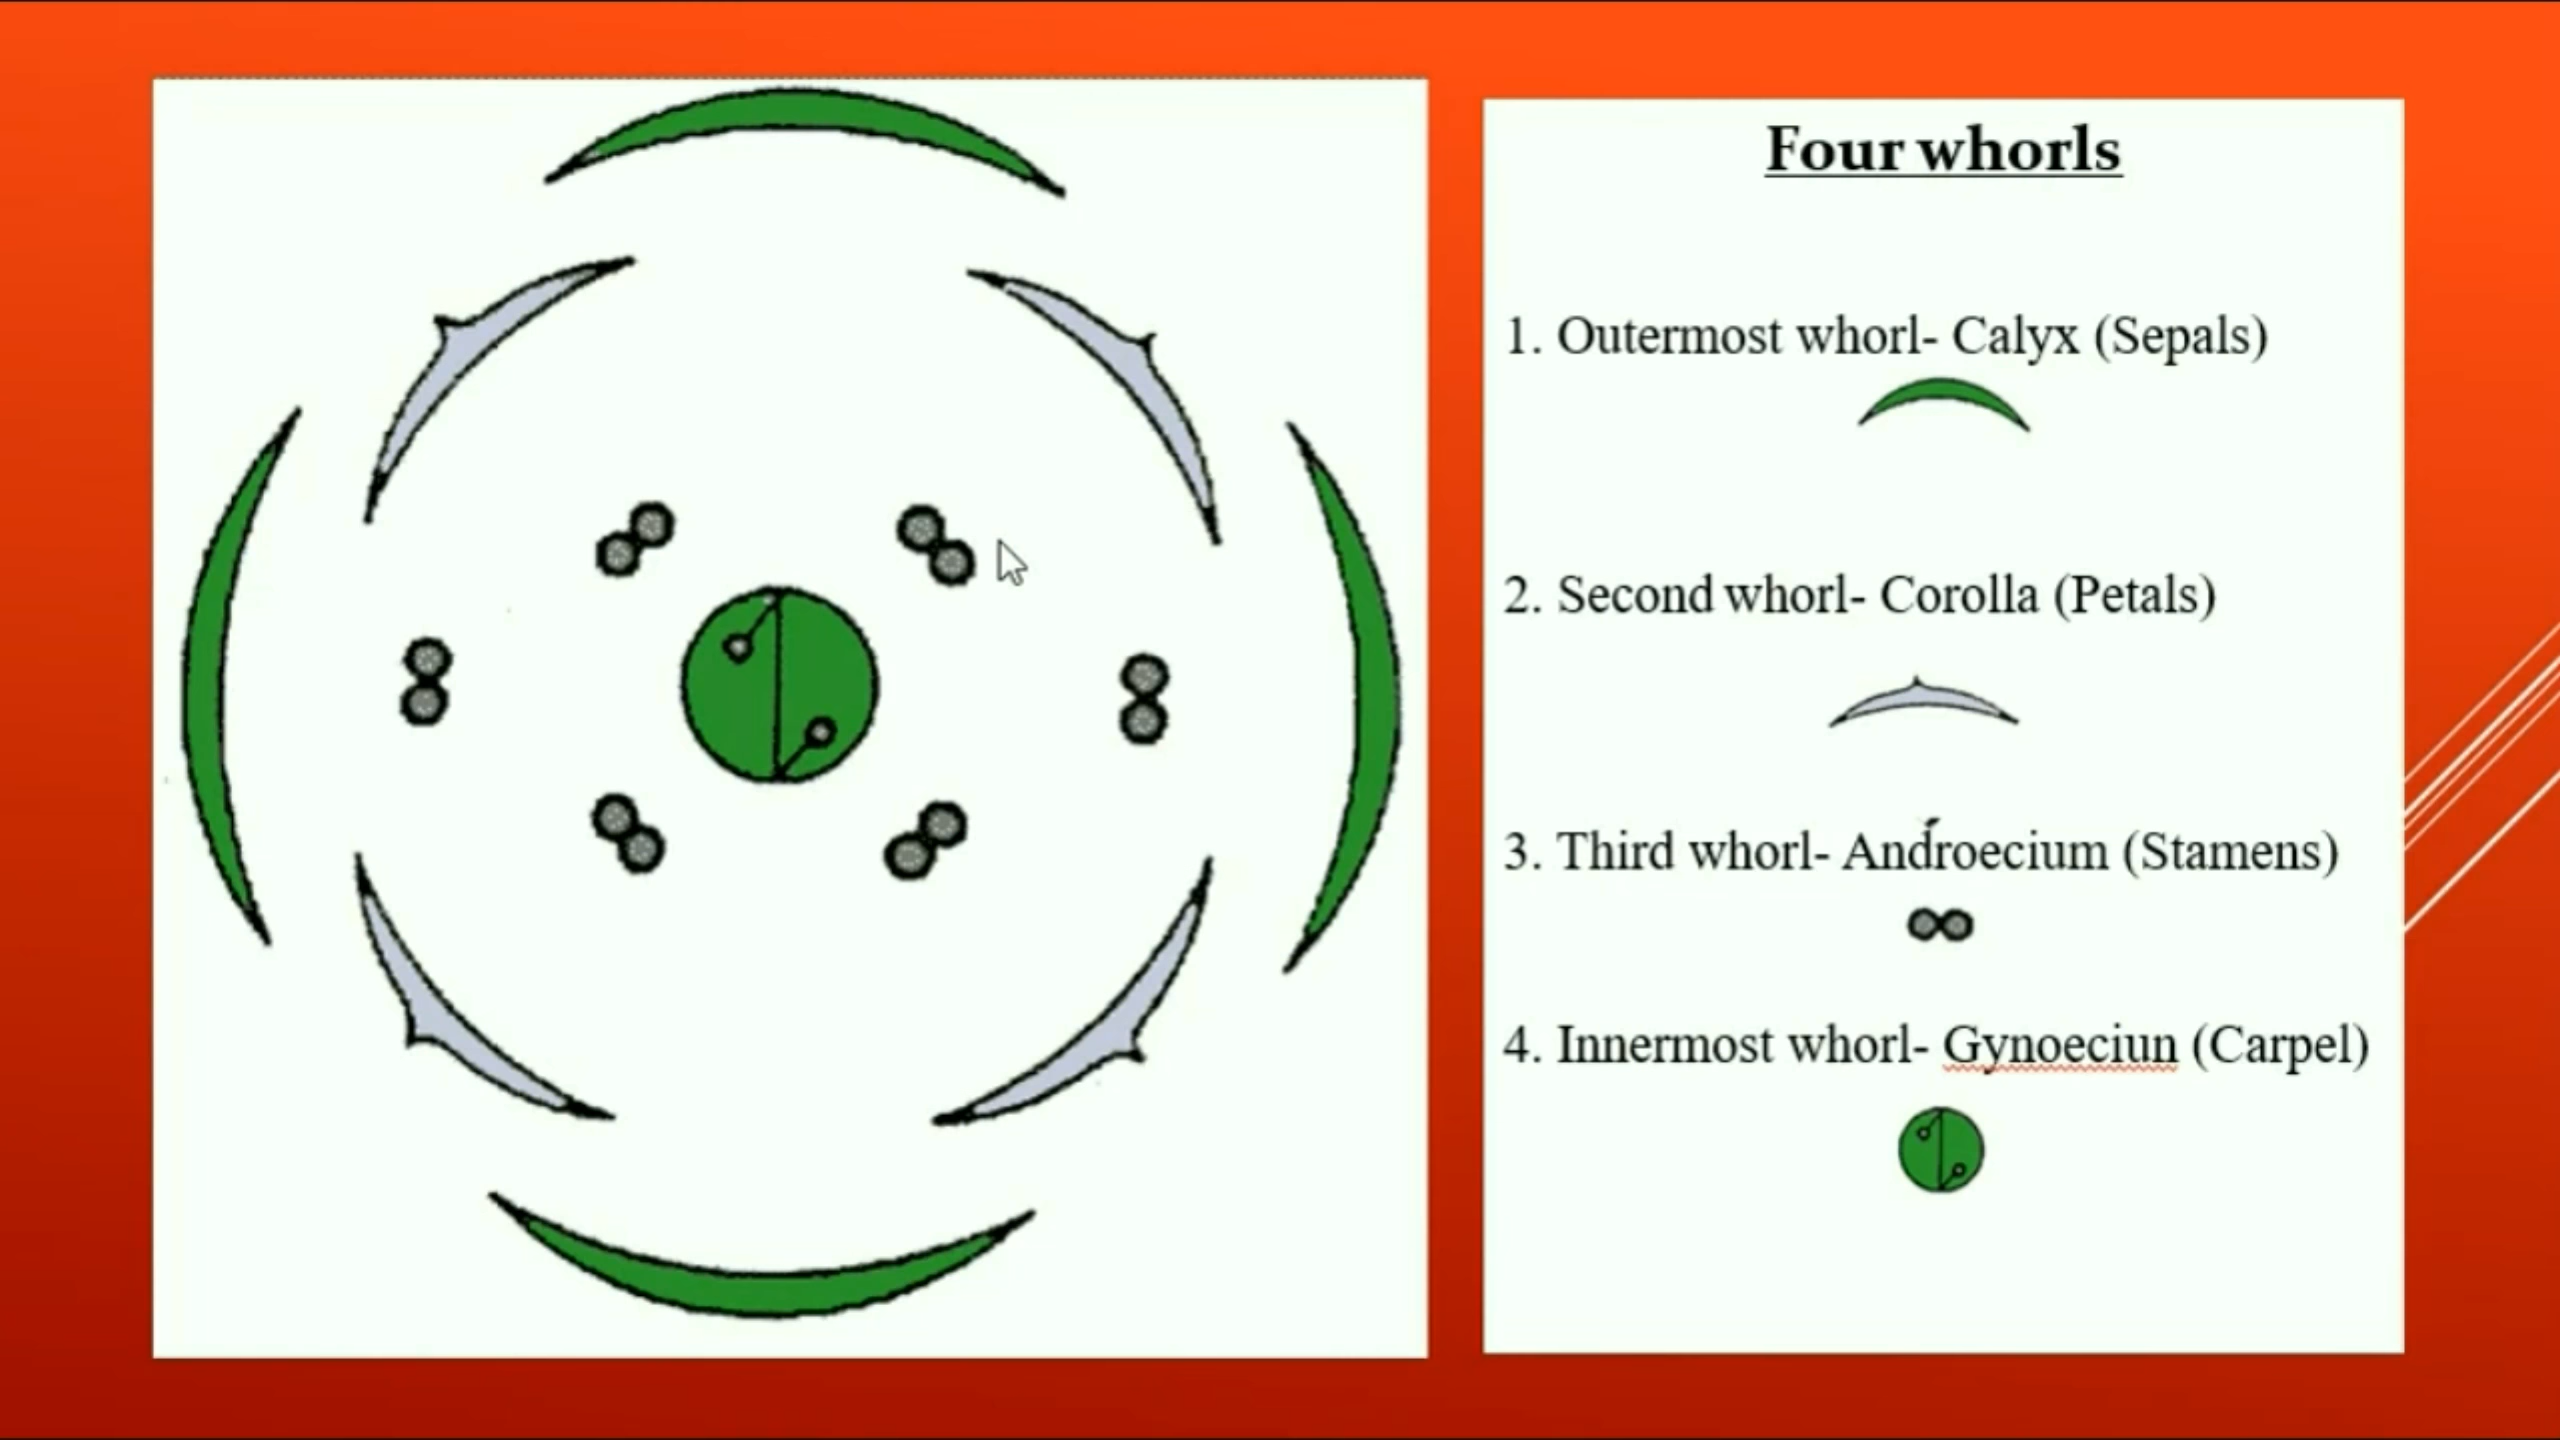 Four whorls
1. Outermost whorl- Calyx (Sepals)
2. Second whorl- Corolla (Petals)
3. Third whorl- Androecium (Stamens)
4. Innermost whorl- Gynoeciun (Carpel)